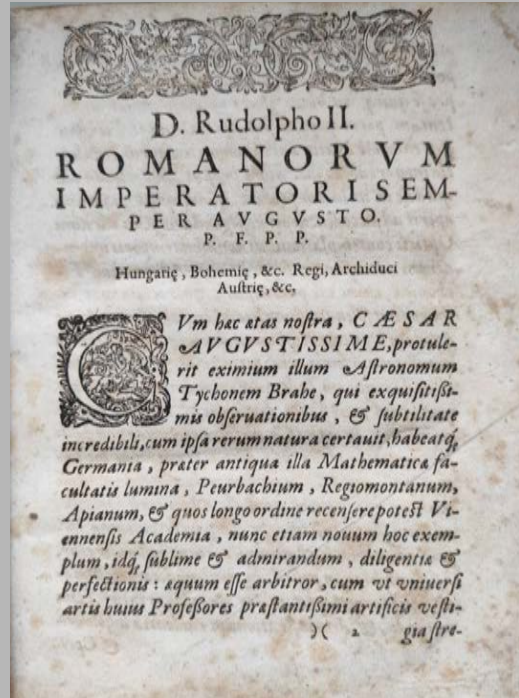 D. Rudolpho II.
ROMANORVM
IMPERATORI SEM-
PER AVGVSTO.
P. F. P. P.
Hungarię, Bohemię, &c. Regi, Archiduci
Austrię, &c.
CVm hæc ætas nostra, CÆSAR
AVGVSTISSIME, protule-
rit eximium illum Astronomum
Tychonem Brahe, qui exquisitißi-
mis obseruationibus, & subtilitate
incredibili, cum ipsa rerum natura certauit, habeatq́;
Germania, præter antiqua illa Mathematicæ fa-
cultatis lumina, Peurbachium, Regiomontanum,
Apianum, & quos longo ordine recensere potest Vi-
ennensis Academia, nunc etiam nouum hoc exem-
plum, idq́; sublime & admirandum, diligentiæ &
perfectionis: æquum esse arbitror, cum vt vniuersi
artis huius Profeßores præstantißimi artificis vesti-
)( 2 gia stre-